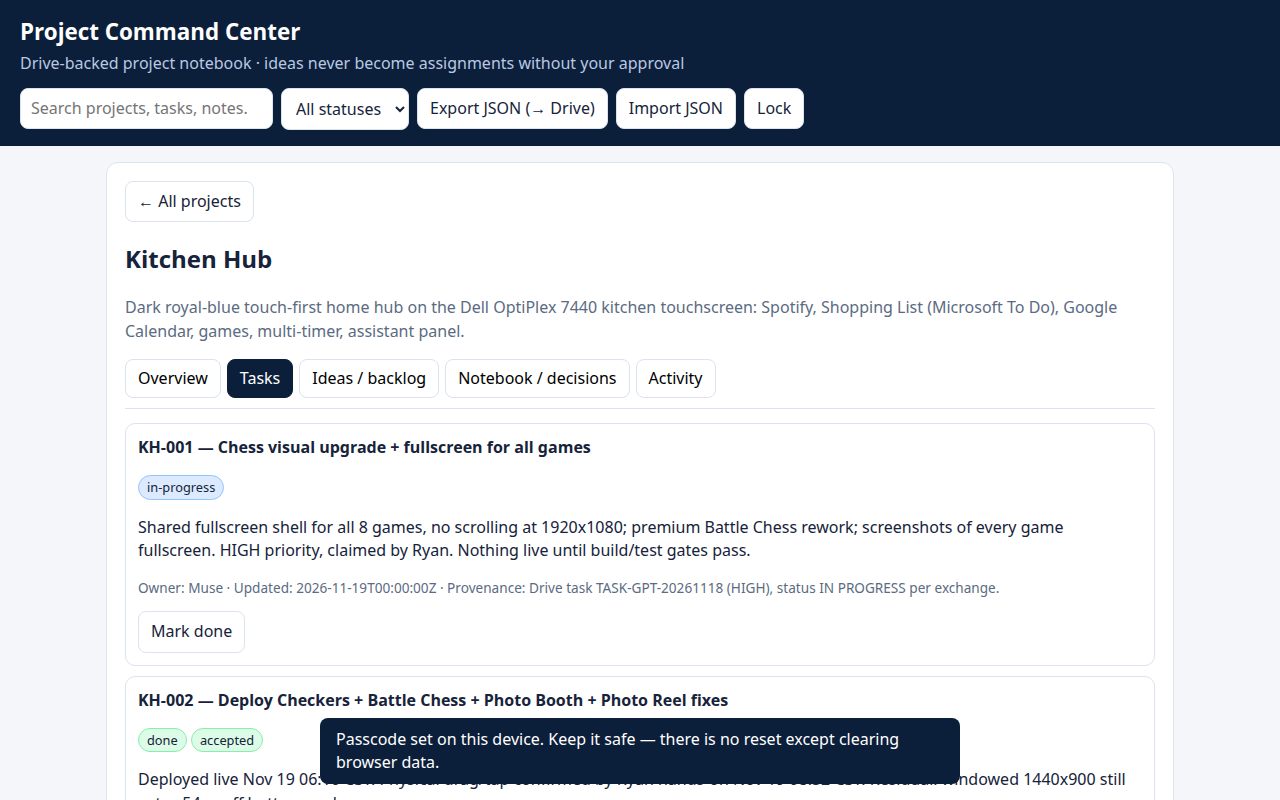 Project Command Center
Drive-backed project notebook · ideas never become assignments without your approval
Search projects, tasks, notes.
All statuses
Export JSON (→ Drive)
Import JSON
Lock
← All projects
Kitchen Hub
Dark royal-blue touch-first home hub on the Dell OptiPlex 7440 kitchen touchscreen: Spotify, Shopping List (Microsoft To Do), Google
Calendar, games, multi-timer, assistant panel.
Overview
Tasks
Ideas / backlog
Notebook / decisions
Activity
KH-001 — Chess visual upgrade + fullscreen for all games
in-progress
Shared fullscreen shell for all 8 games, no scrolling at 1920x1080; premium Battle Chess rework; screenshots of every game
fullscreen. HIGH priority, claimed by Ryan. Nothing live until build/test gates pass.
Owner: Muse · Updated: 2026-11-19T00:00:00Z · Provenance: Drive task TASK-GPT-20261118 (HIGH), status IN PROGRESS per exchange.
Mark done
KH-002 — Deploy Checkers + Battle Chess + Photo Booth + Photo Reel fixes
done
accepted
Passcode set on this device. Keep it safe — there is no reset except clearing
browser data.
Deployed live Nov 19 1440x900 still